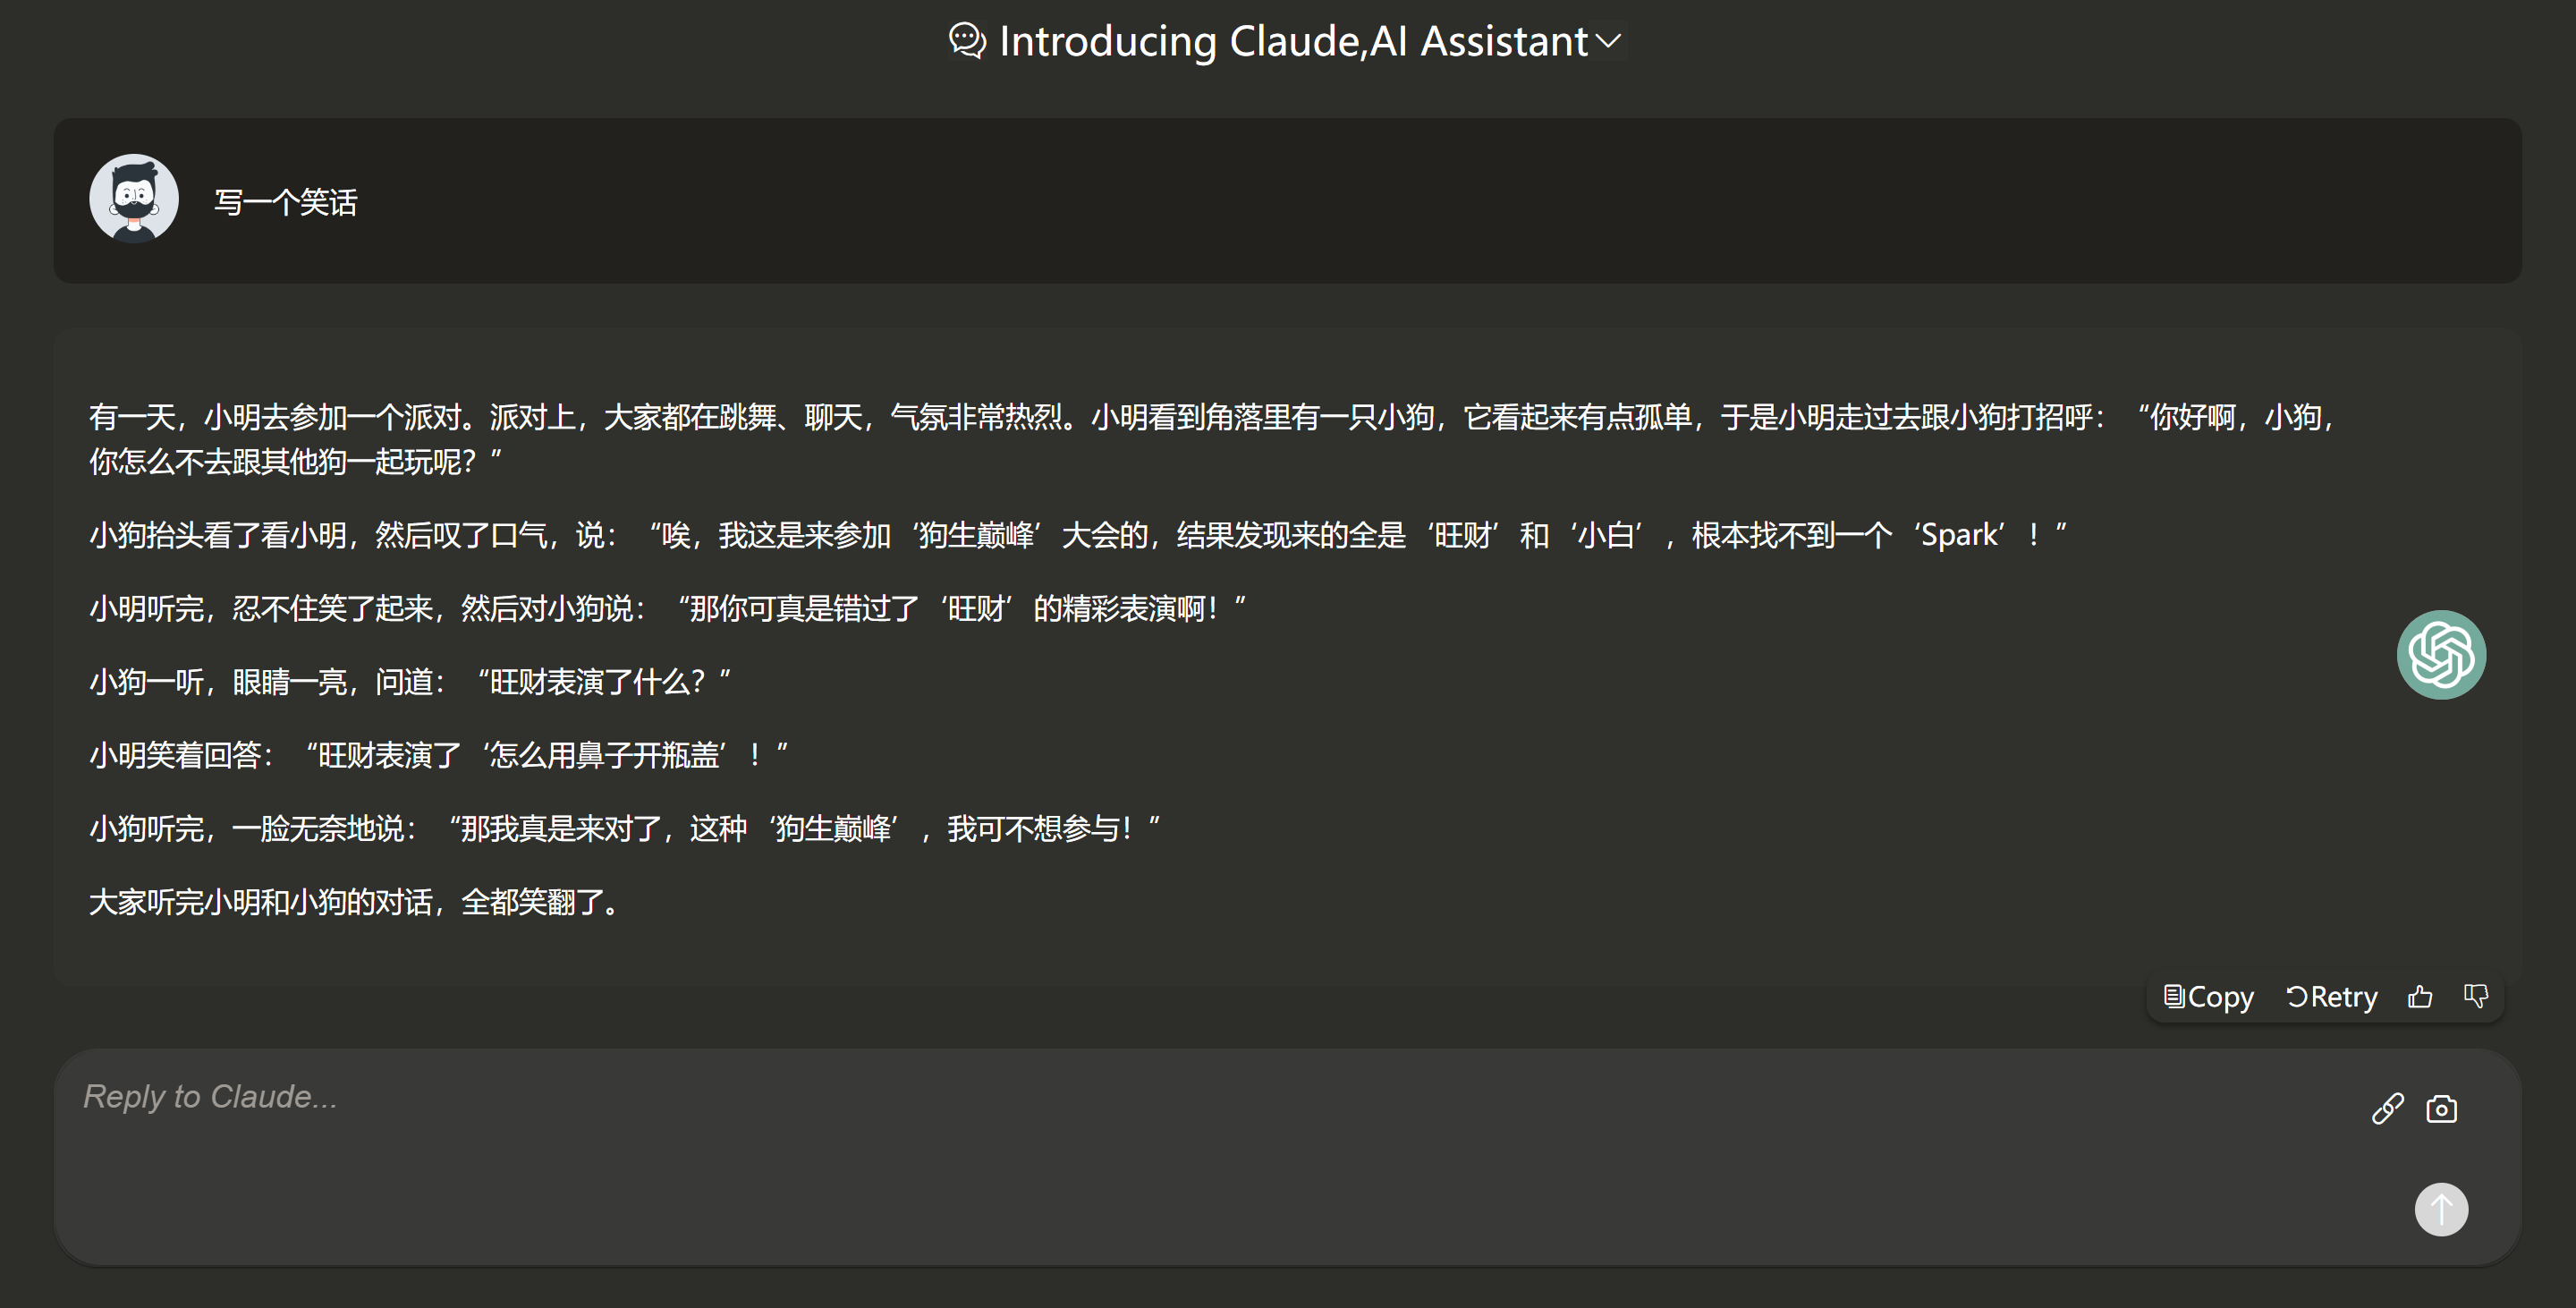 Introducing Claude,AI Assistant
写一个笑话
有一天，小明去参加一个派对。派对上，大家都在跳舞、聊天，气氛非常热烈。小明看到角落里有一只小狗，它看起来有点孤单，于是小明走过去跟小狗打招呼：“你好啊，小狗，
你怎么不去跟其他狗一起玩呢？”
小狗抬头看了看小明，然后叹了口气，说：“唉，我这是来参加‘狗生巅峰’大会的，结果发现来的全是‘旺财’和‘小白’，根本找不到一个‘Spark’！”
小明听完，忍不住笑了起来，然后对小狗说：“那你可真是错过了‘旺财’的精彩表演啊！”
小狗一听，眼睛一亮，问道：“旺财表演了什么？”
小明笑着回答：“旺财表演了‘怎么用鼻子开瓶盖’！”
小狗听完，一脸无奈地说：“那我真是来对了，这种‘狗生巅峰’，我可不想参与！”
大家听完小明和小狗的对话，全都笑翻了。
Copy Retry
Reply to Claude...